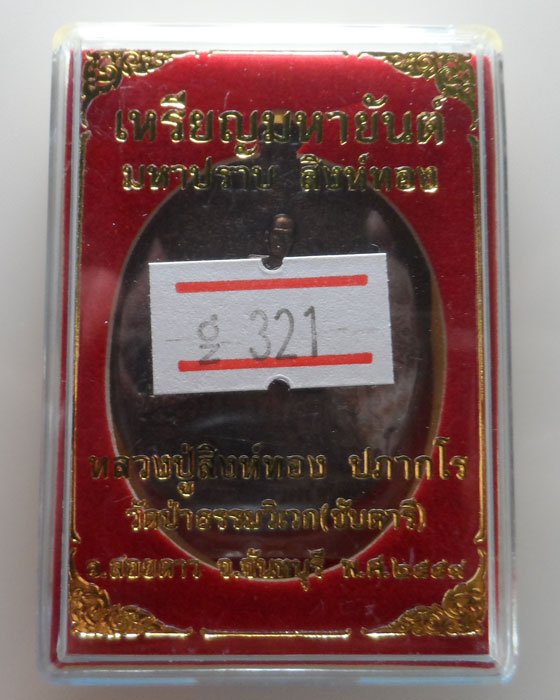 เหรียญมหายันต์
มหาปราบ สิงห์ทอง
321
หลวงปู่สิงห์ทอง ปภากโร
วัดป่าธรรมวิเวก(ซับตารี)
อ.สอยดาว จ.จันทบุรี พ.ศ.๒๕๕๙